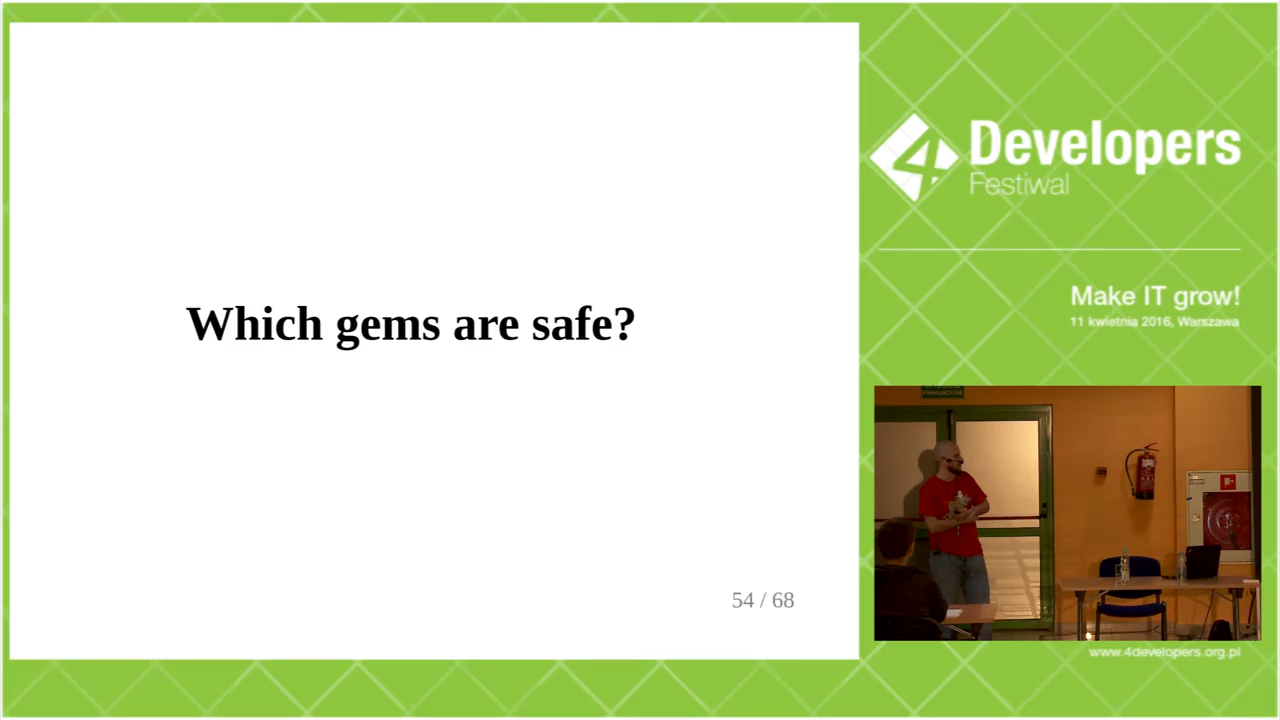 Which gems are safe?
54 / 68
4
Developers
Festiwal
Make IT grow!
11 kwietnia 2016, Warszawa
www.4developers.org.pl